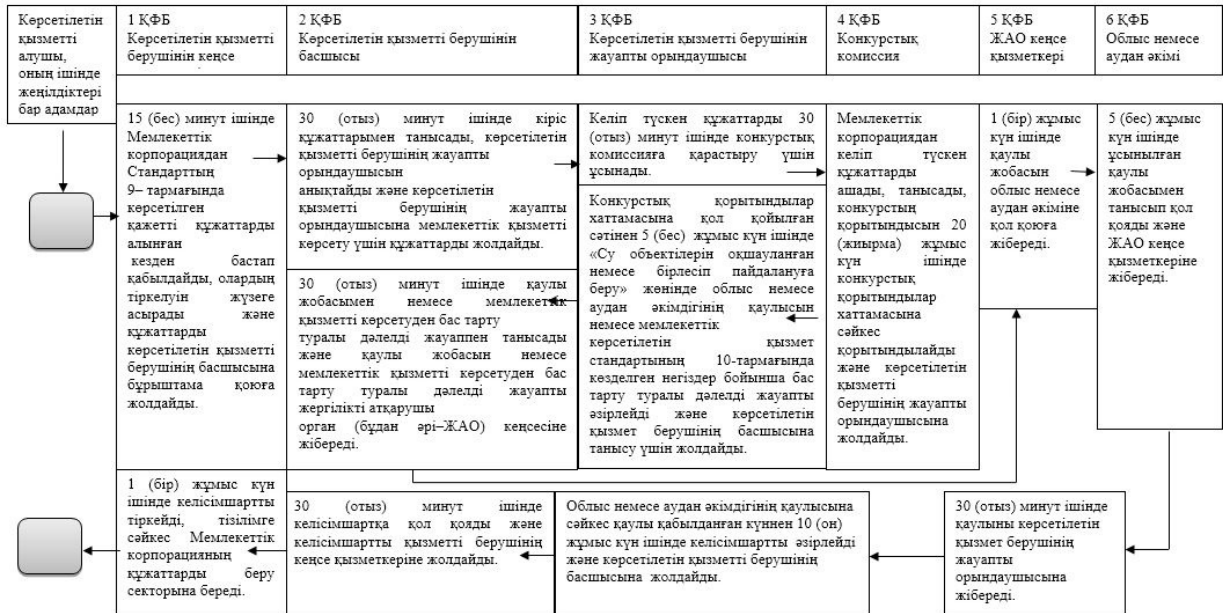 Көрсетілетін
қызметті
алушы,
оның ішінде
жеңілдіктері
бар адамдар
1 ҚФБ
Көрсетілетін қызметті
берушінің кеңсе
2 ҚФБ
Көрсетілетін қызметті берушінің
басшысы
3 ҚФБ
Көрсетілетін қызметті берушінің
жауапты орындаушысы
4 ҚФБ
Конкурстық
комиссия
5 ҚФБ
ЖАО кеңсе
қызметкері
6 ҚФБ
Облыс немесе
аудан әкімі
15 (бес) минут ішінде
Мемлекеттік
корпорациядан
Стандарттың
9– тармағында
көрсетілген
қажетті құжаттарды
алынған
кезден бастап
қабылдайды, олардың
тіркелуін жүзеге
асырады және
құжаттарды
көрсетілетін қызметті
берушінің басшысына
бұрыштама қоюға
жолдайды.
30 (отыз) минут ішінде кіріс
құжаттарымен танысады, көрсетілетін
қызметті берушінің жауапты
орындаушысын
анықтайды және көрсетілетін
қызметті берушінің жауапты
орындаушысына мемлекеттік қызметті
көрсету үшін құжаттарды жолдайды.
30 (отыз) минут ішінде қаулы
жобасымен немесе мемлекеттік
қызметті көрсетуден бас тарту
туралы дәлелді жауаппен танысады
және қаулы жобасын немесе
мемлекеттік қызметті көрсетуден бас
тарту туралы дәлелді жауапты
жергілікті атқарушы
орган (бұдан әрі–ЖАО) кеңсесіне
жібереді.
Келіп түскен құжаттарды 30
(отыз) минут ішінде конкурстық
комиссияға қарастыру үшін
ұсынады.
Конкурстық қорытындылар
хаттамасына қол қойылған
сәтінен 5 (бес) жұмыс күн ішінде
«Су объектілерін оқшауланған
немесе бірлесіп пайдалануға
беру» жөнінде облыс немесе
аудан әкімдігінің қаулысын
немесе мемлекеттік
көрсетілетін қызмет
стандартының 10-тармағында
көзделген негіздер бойынша бас
тарту туралы дәлелді жауапты
әзірлейді және көрсетілетін
қызмет берушінің басшысына
танысу үшін жолдайды.
Мемлекеттік
корпорациядан
келіп түскен
құжаттарды
ашады, танысады,
конкурстың
қорытындысын 20
(жиырма) жұмыс
күн ішінде
конкурстық
қорытындылар
хаттамасына
сәйкес
қорытындылайды
және көрсетілетін
қызметті
берушінің жауапты
орындаушысына
жолдайды.
1 (бір) жұмыс
күн ішінде
қаулы
жобасын
облыс немесе
аудан әкіміне
қол қоюға
жібереді.
5 (бес) жұмыс
күн ішінде
ұсынылған
қаулы
жобасымен
танысып қол
қояды және
ЖАО кеңсе
қызметкеріне
жібереді.
1 (бір) жұмыс күн
ішінде келісімшартты
тіркейді, тізілімге
сәйкес Мемлекеттік
корпорацияның
құжаттарды беру
секторына береді.
30 (отыз) минут ішінде
келісімшартқа қол қояды және
келісімшартты қызметті берушінің
кеңсе қызметкеріне жолдайды.
Облыс немесе аудан әкімдігінің қаулысына
сәйкес қаулы қабылданған күннен 10 (он)
жұмыс күн ішінде келісімшартты әзірлейді
және көрсетілетін қызметті берушінің
басшысына жолдайды.
30 (отыз) минут ішінде
қаулыны көрсетілетін
қызмет берушінің
жауапты
орындаушысына
жібереді.